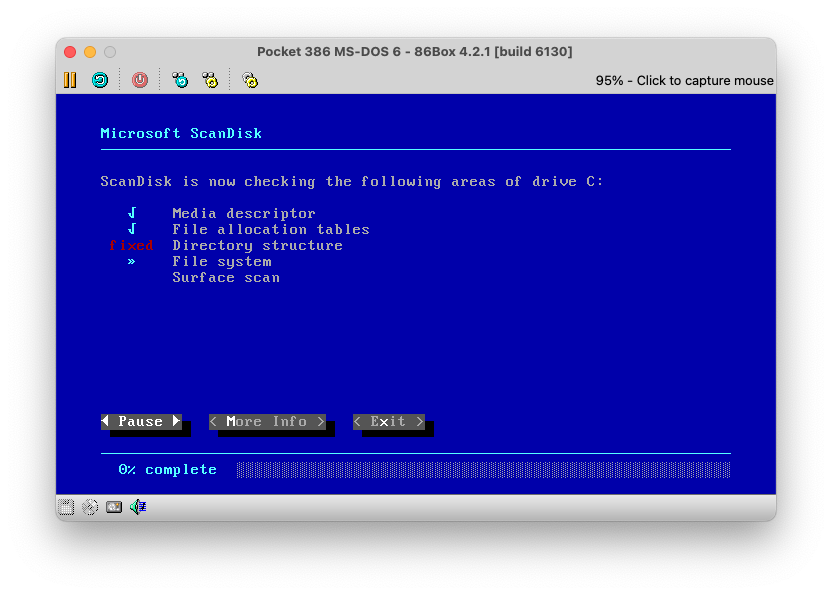 Pocket 386 MS-DOS 6 - 86Box 4.2.1 [build 6130]
95% - Click to capture mouse
Microsoft ScanDisk
ScanDisk is now checking the following areas of drive C:
√ Media descriptor
√ File allocation tables
fixed Directory structure
» File system
Surface scan
◄ Pause ► < More Info > < Exit >
0% complete